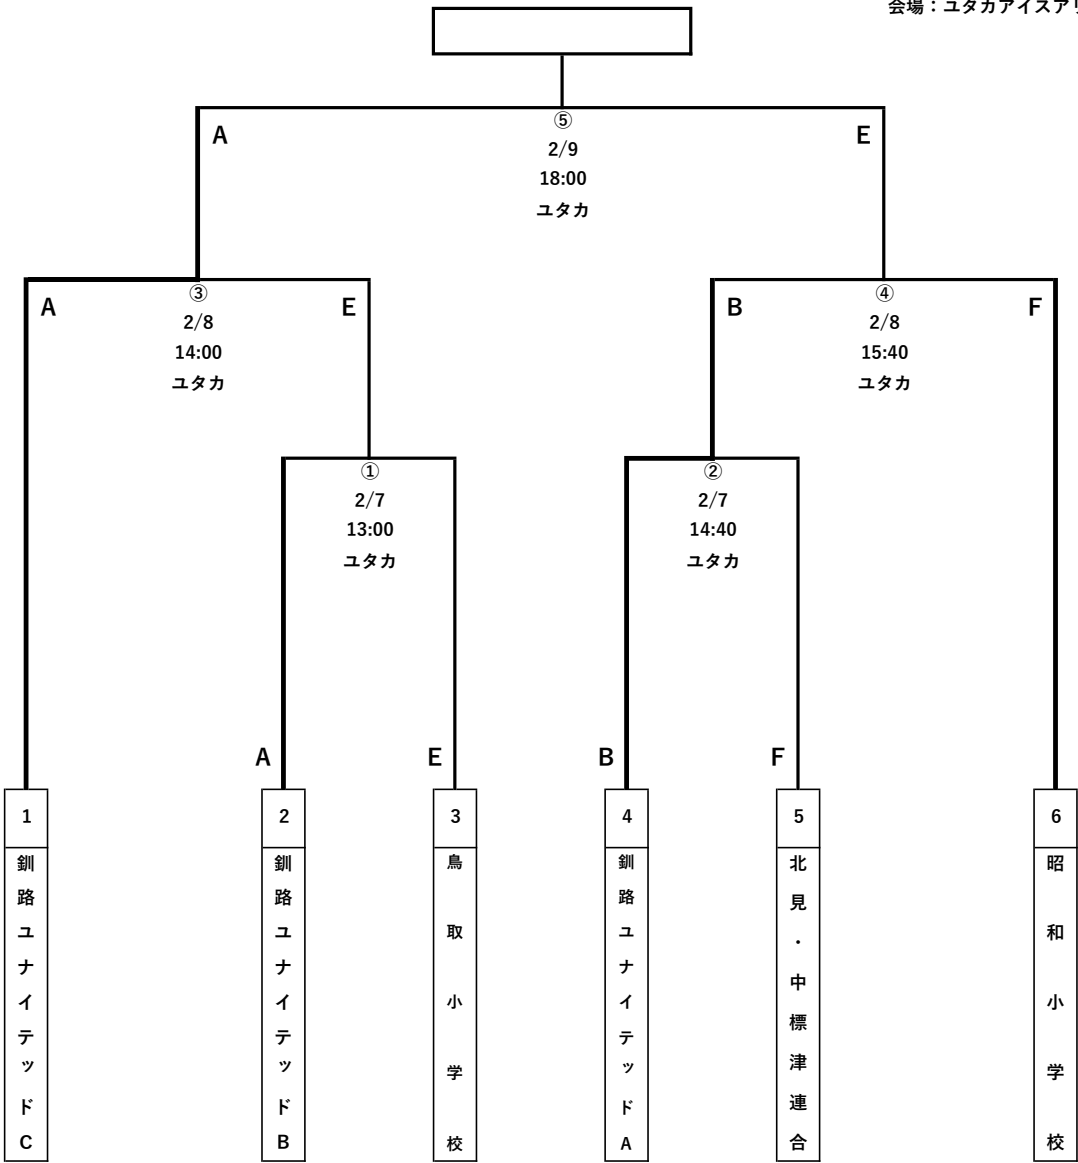 会場：ユタカアイスアリ
⑤
A
E
2/9
18:00
ユタカ
③
④
A
E
B
F
2/8
2/8
14:00
15:40
ユタカ
ユタカ
①
②
2/7
2/7
13:00
14:40
ユタカ
ユタカ
A
E
B
F
1
2
3
4
5
6
釧路ユナイテッドC
釧路ユナイテッドB
鳥取小学校
釧路ユナイテッドA
北見・中標津連合
昭和小学校